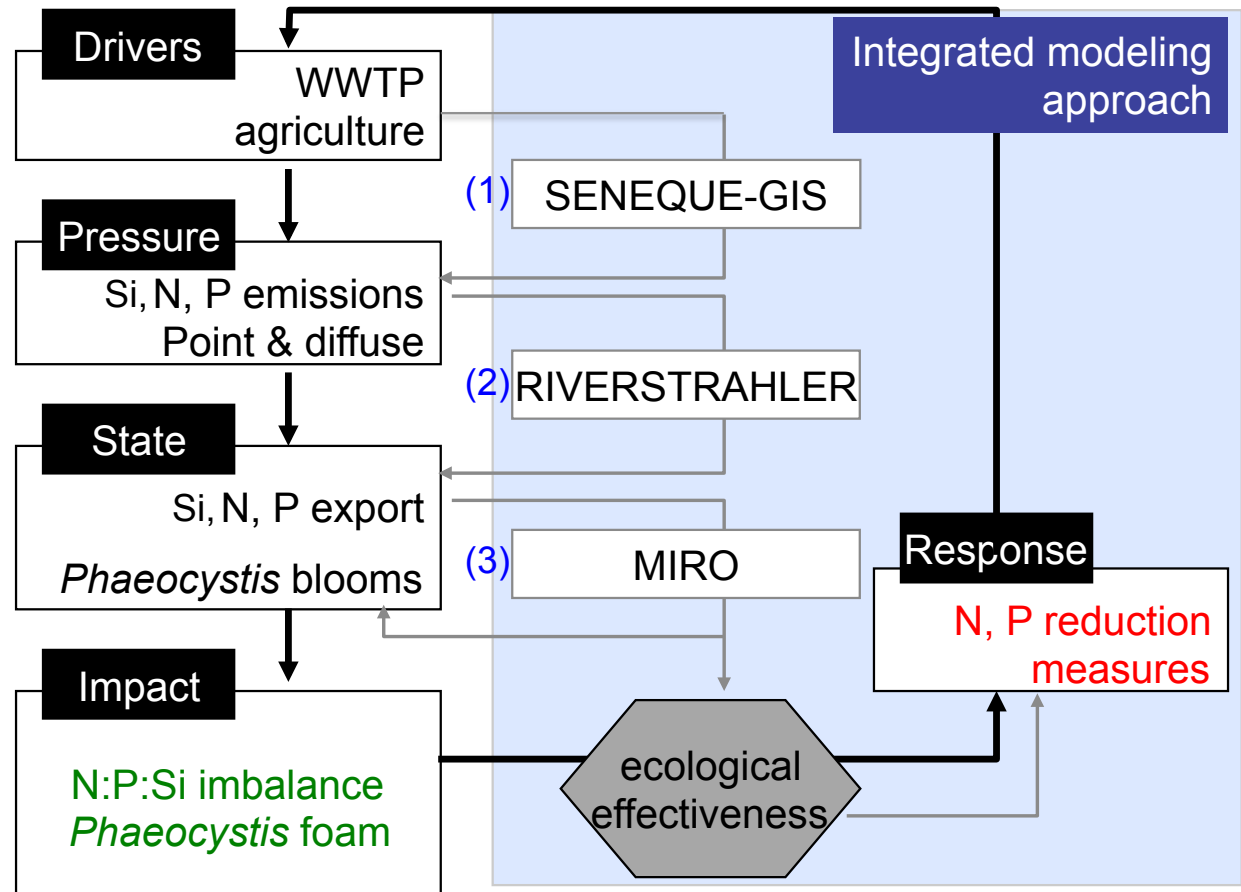 Drivers
WWTP
agriculture
Integrated modeling
approach
(1)
SENEQUE-GIS
Pressure
Si, N, P emissions
Point & diffuse
(2)
RIVERSTRAHLER
State
Si, N, P export
Phaeocystis blooms
(3)
MIRO
Response
N, P reduction
measures
Impact
N:P:Si imbalance
Phaeocystis foam
ecological
effectiveness